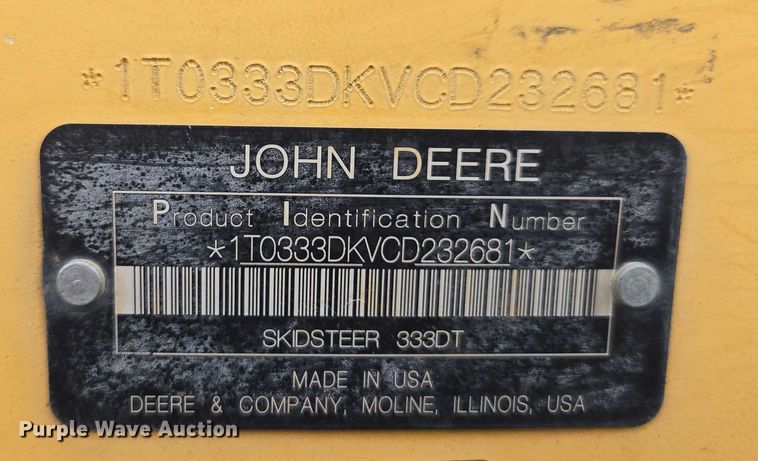 *1T0333DKVCD232681*
JOHN DEERE
Product Identification Number
*1T0333DKVCD232681*
SKIDSTEER 333DT
MADE IN USA
DEERE & COMPANY, MOLINE, ILLINOIS, USA
Purple Wave Auction